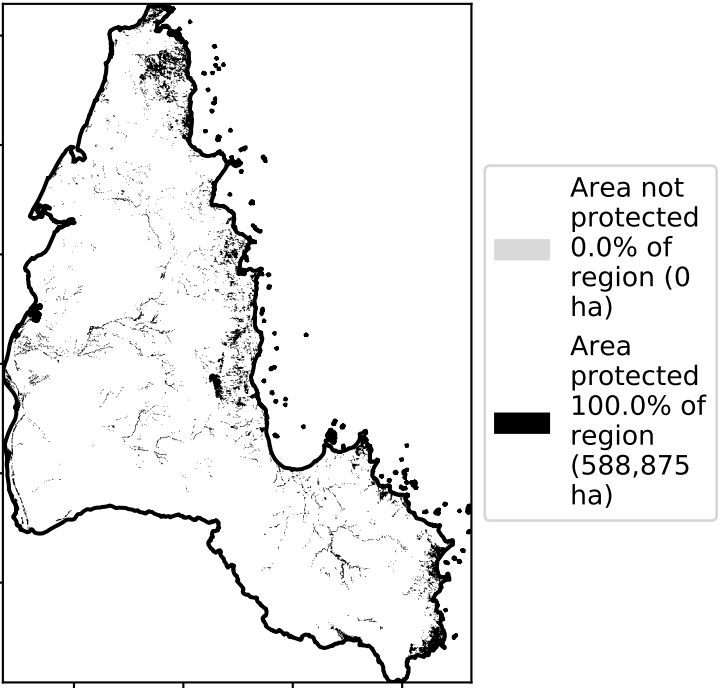 Area not
protected
0.0% of
region (0
ha)
Area
protected
100.0% of
region
(588,875
ha)